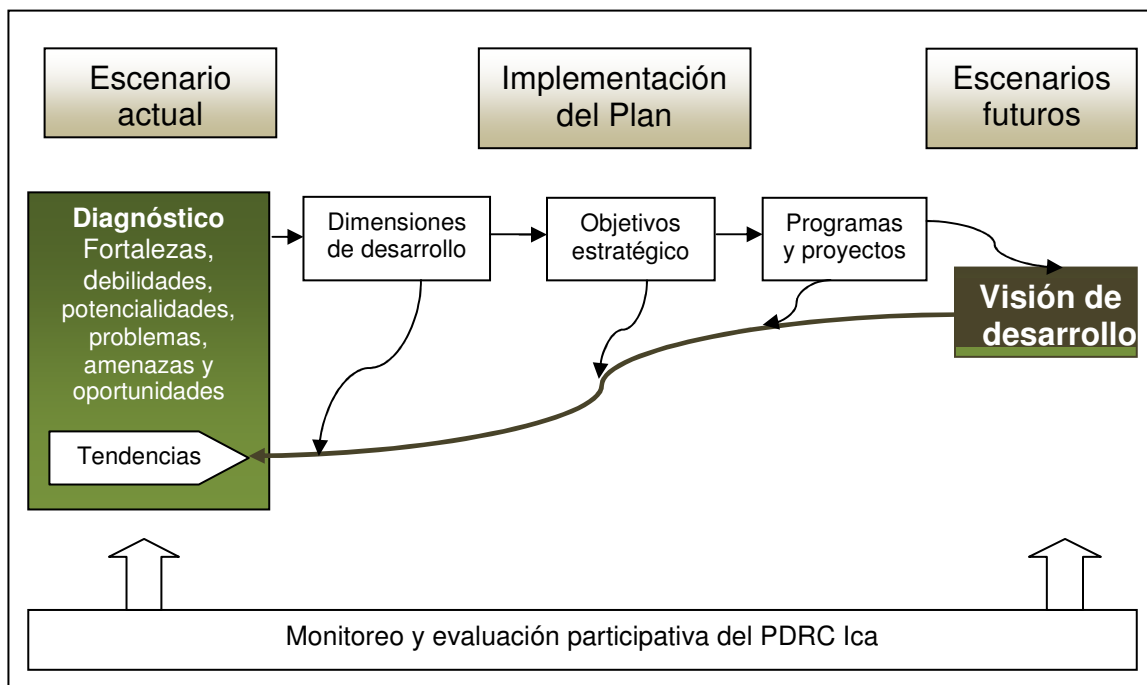 Escenario
actual
Implementación
del Plan
Escenarios
futuros
Diagnóstico
Fortalezas,
debilidades,
potencialidades,
problemas,
amenazas y
oportunidades
Tendencias
Dimensiones
de desarrollo
Objetivos
estratégico
Programas
y proyectos
Visión de
desarrollo
Monitoreo y evaluación participativa del PDRC Ica